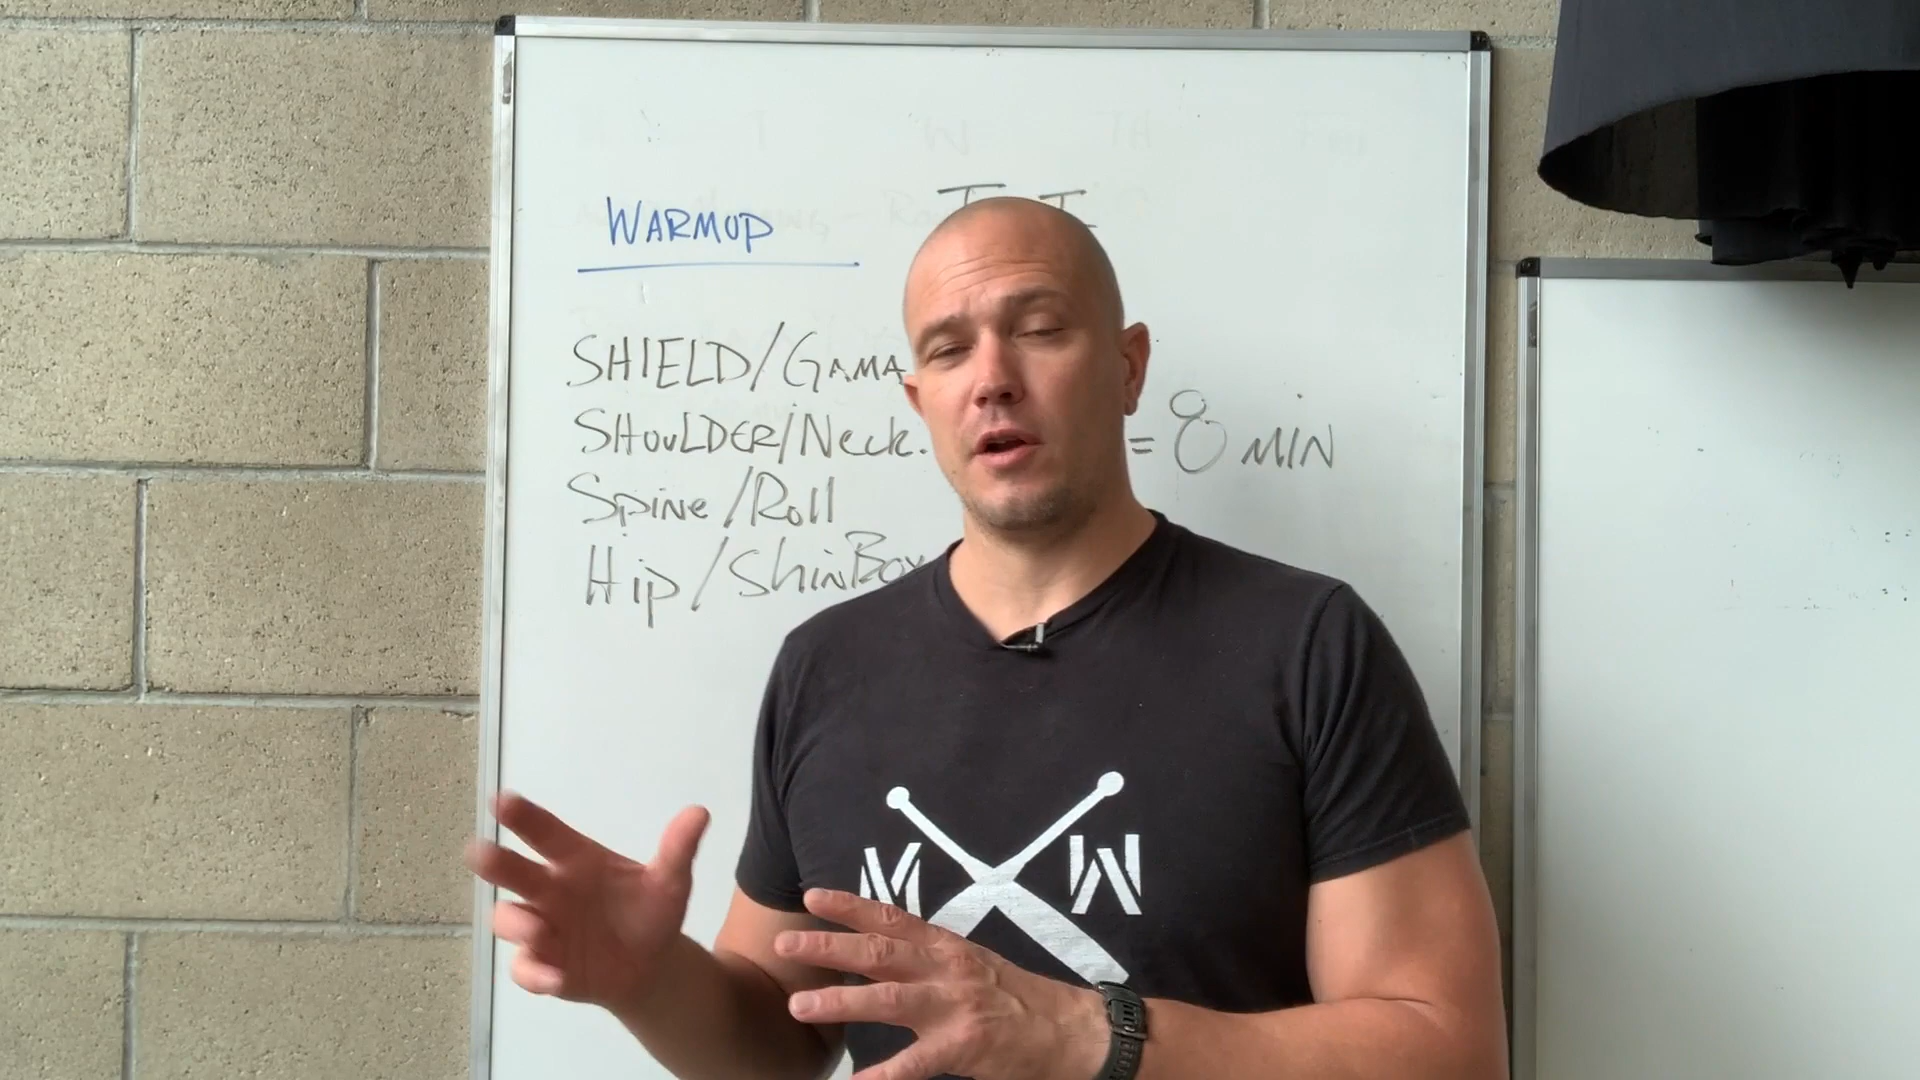 WARMUP
SHIELD/GAMA
SHOULDER/Neck.
= 8 MIN
Spine/Roll
Hip/ShinBox
M W